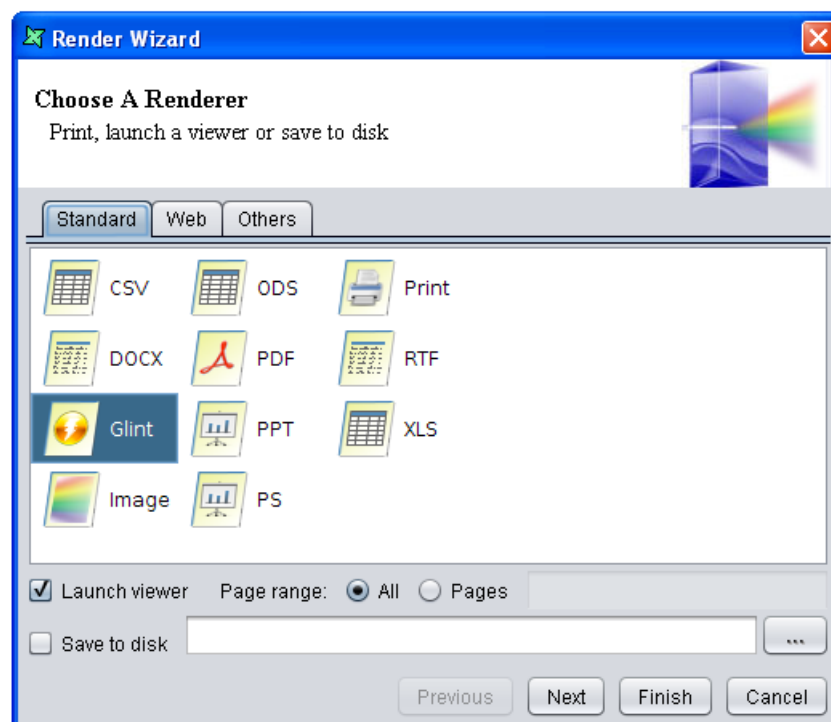 Render Wizard
Choose A Renderer
Print, launch a viewer or save to disk
Standard Web Others
CSV ODS Print
DOCX PDF RTF
Glint PPT XLS
Image PS
Launch viewer Page range: All Pages
Save to disk ...
Previous Next Finish Cancel